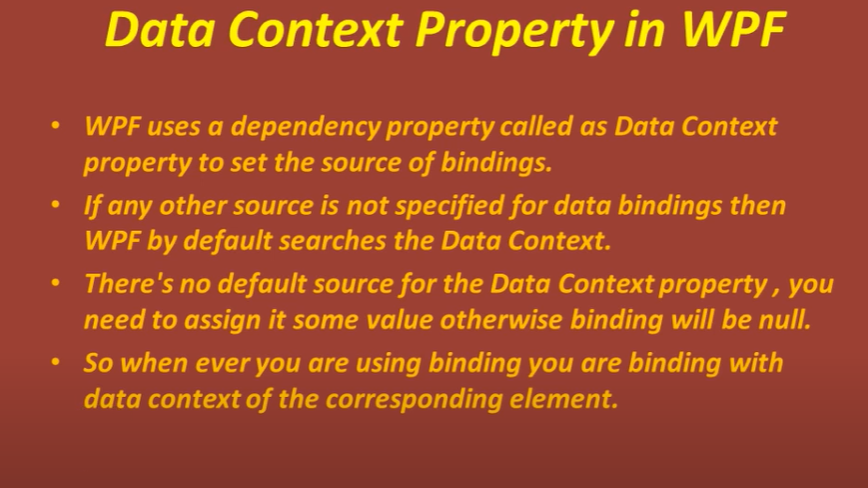 Data Context Property in WPF
• WPF uses a dependency property called as Data Context
property to set the source of bindings.
• If any other source is not specified for data bindings then
WPF by default searches the Data Context.
• There's no default source for the Data Context property , you
need to assign it some value otherwise binding will be null.
• So when ever you are using binding you are binding with
data context of the corresponding element.